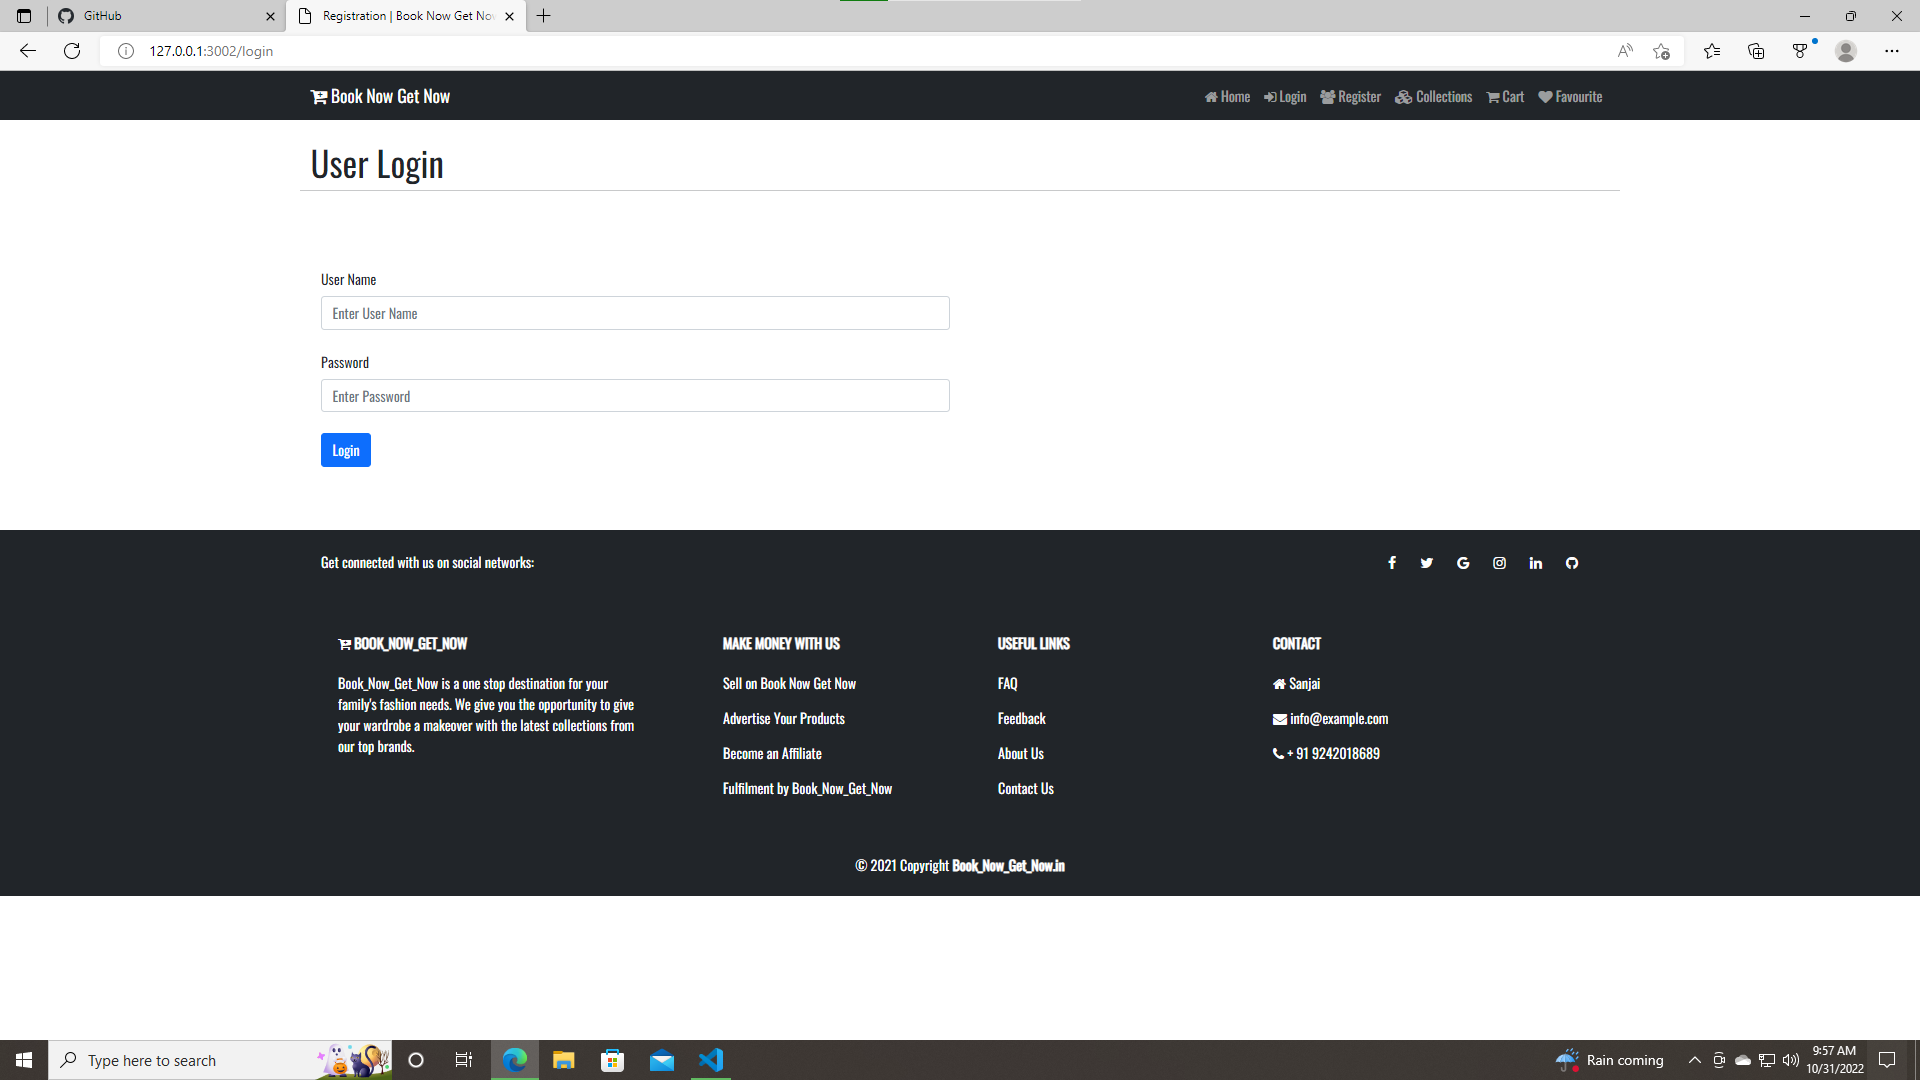 GitHub
Registration | Book Now Get Nov
127.0.0.1:3002/login
Book Now Get Now
Home Login Register Collections Cart Favourite
User Login
User Name
Enter User Name
Password
Enter Password
Login
Get connected with us on social networks:
BOOK_NOW_GET_NOW
Book_Now_Get_Now is a one stop destination for your
family's fashion needs. We give you the opportunity to give
your wardrobe a makeover with the latest collections from
our top brands.
MAKE MONEY WITH US
Sell on Book Now Get Now
Advertise Your Products
Become an Affiliate
Fulfilment by Book_Now_Get_Now
USEFUL LINKS
FAQ
Feedback
About Us
Contact Us
CONTACT
Sanjai
info@example.com
+ 91 9242018689
© 2021 Copyright Book_Now_Get_Now.in
Type here to search
Rain coming
9:57 AM
10/31/2022